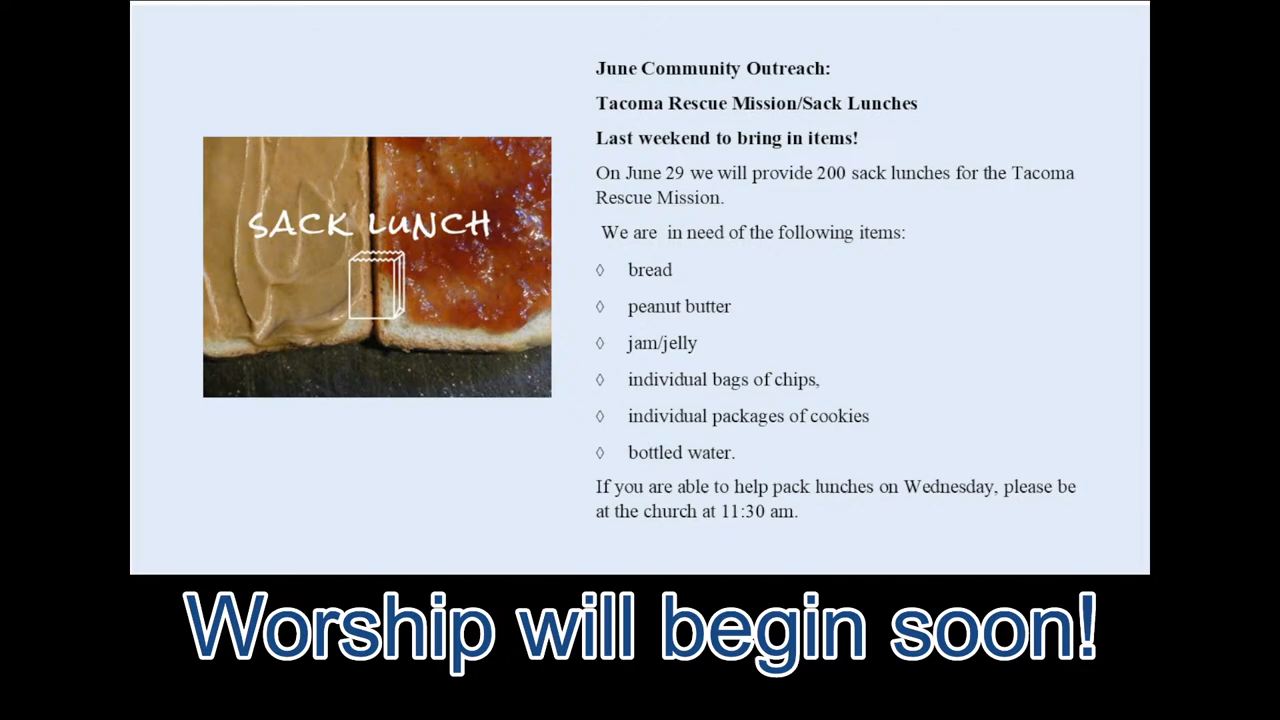 June Community Outreach:
Tacoma Rescue Mission/Sack Lunches
Last weekend to bring in items!
On June 29 we will provide 200 sack lunches for the Tacoma
Rescue Mission.
We are in need of the following items:
◊ bread
◊ peanut butter
◊ jam/jelly
◊ individual bags of chips,
◊ individual packages of cookies
◊ bottled water.
If you are able to help pack lunches on Wednesday, please be
at the church at 11:30 am.
SACK LUNCH
Worship will begin soon!